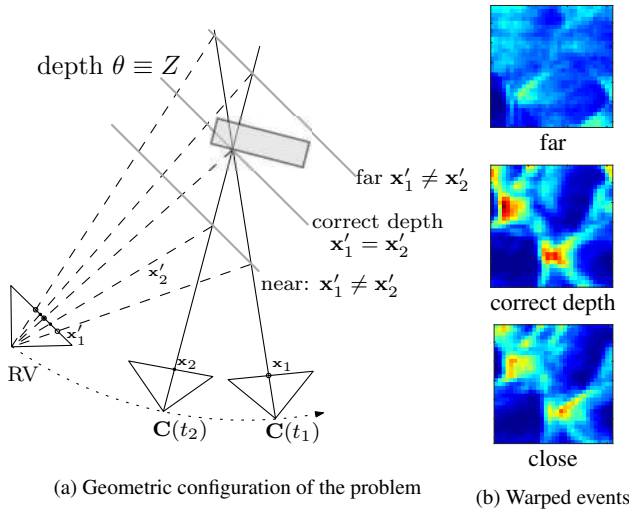 depth θ ≡ Z
far x′₁ ≠ x′₂
correct depth
x′₁ = x′₂
near: x′₁ ≠ x′₂
x′₂
x′₁
RV
x₂
x₁
C(t₂)
C(t₁)
(a) Geometric configuration of the problem
far
correct depth
close
(b) Warped events